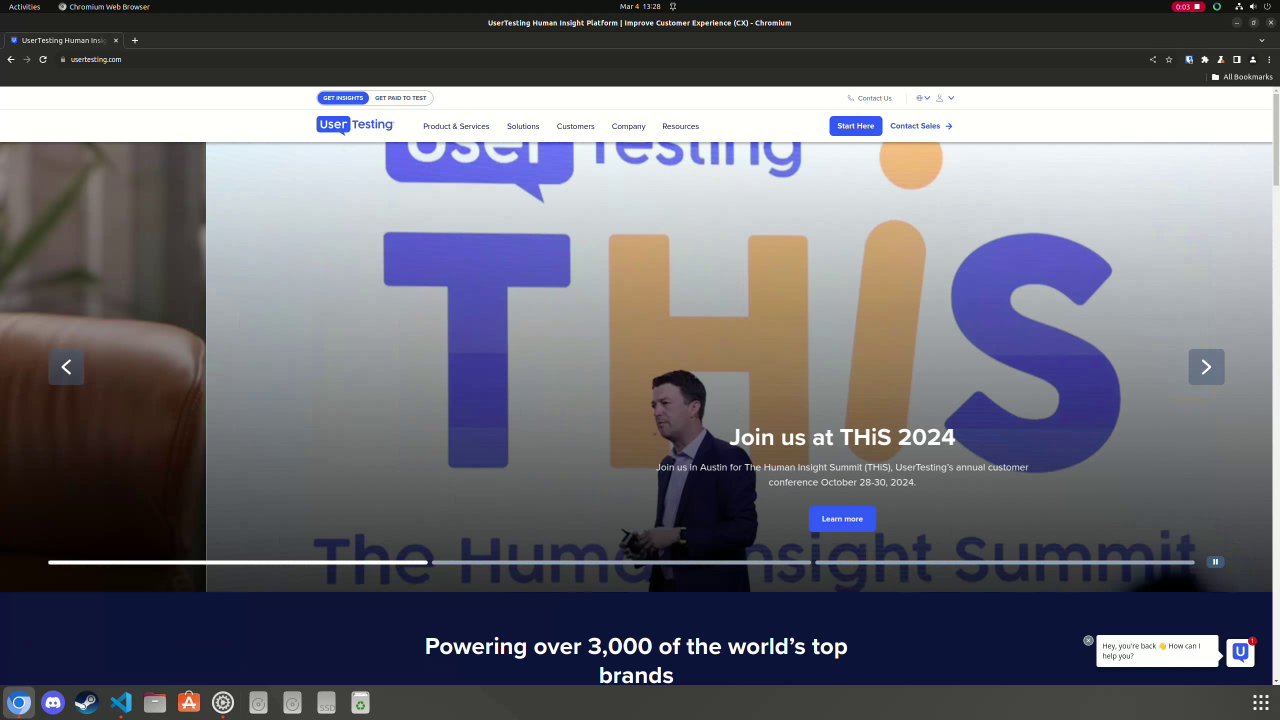 Activities
Chromium Web Browser
Mar 4 13:28
0:03
UserTesting Human Insight Platform | Improve Customer Experience (CX) - Chromium
UserTesting Human Insig
usertesting.com
All Bookmarks
GET INSIGHTS
GET PAID TO TEST
Contact Us
UserTesting
Product & Services
Solutions
Customers
Company
Resources
Start Here
Contact Sales
User Testing
THiS
Join us at THiS 2024
Join us in Austin for The Human Insight Summit (THiS), UserTesting's annual customer
conference October 28-30, 2024.
Learn more
The Human Insight Summit
Powering over 3,000 of the world's top
brands
Hey, you're back 👋 How can I
help you?
1
SSD